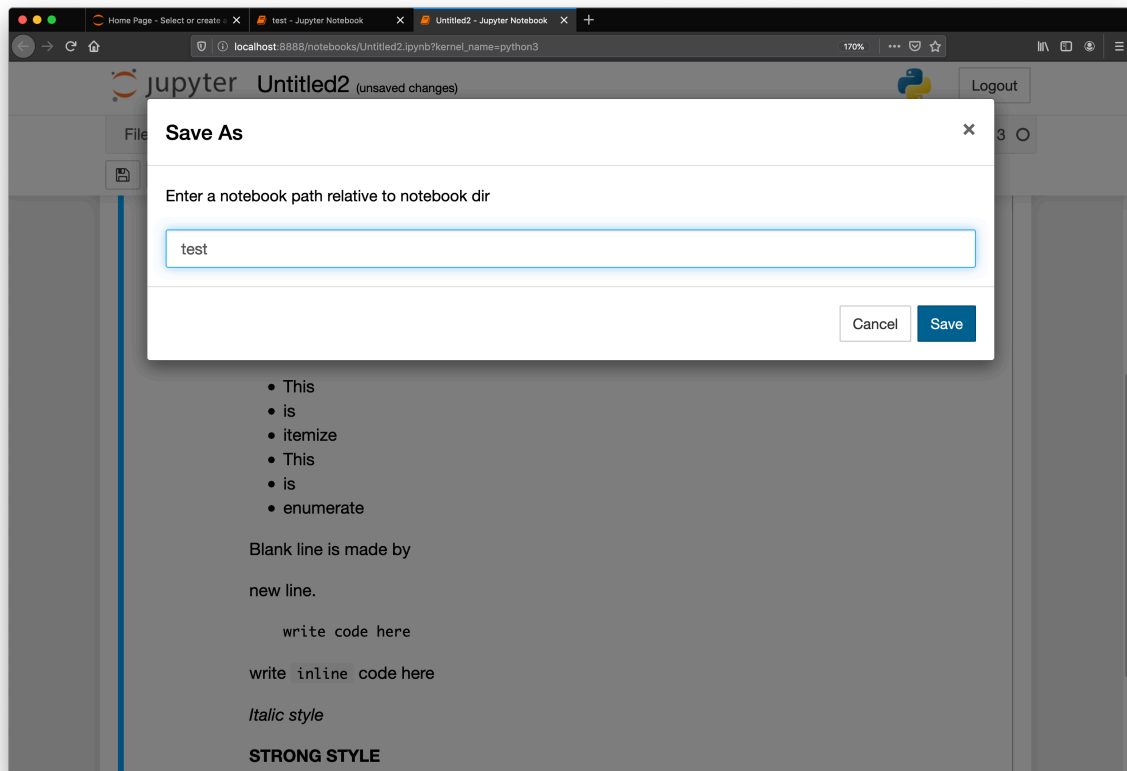 Home Page - Select or create a
test - Jupyter Notebook
Untitled2 - Jupyter Notebook
localhost:8888/notebooks/Untitled2.ipynb?kernel_name=python3
170%
jupyter Untitled2 (unsaved changes)
Logout
File
3
Save As
Enter a notebook path relative to notebook dir
test
Cancel
Save
• This
• is
• itemize
• This
• is
• enumerate
Blank line is made by
new line.
write code here
write inline code here
Italic style
STRONG STYLE